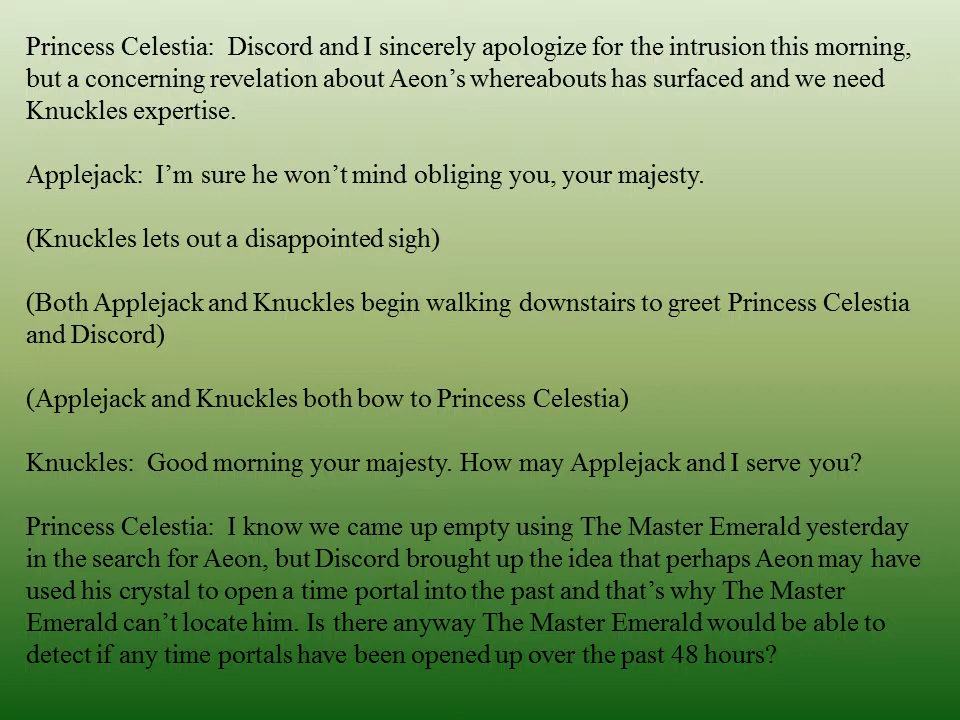 Princess Celestia:  Discord and I sincerely apologize for the intrusion this morning,
but a concerning revelation about Aeon’s whereabouts has surfaced and we need
Knuckles expertise.
Applejack:  I’m sure he won’t mind obliging you, your majesty.
(Knuckles lets out a disappointed sigh)
(Both Applejack and Knuckles begin walking downstairs to greet Princess Celestia
and Discord)
(Applejack and Knuckles both bow to Princess Celestia)
Knuckles:  Good morning your majesty. How may Applejack and I serve you?
Princess Celestia:  I know we came up empty using The Master Emerald yesterday
in the search for Aeon, but Discord brought up the idea that perhaps Aeon may have
used his crystal to open a time portal into the past and that’s why The Master
Emerald can’t locate him. Is there anyway The Master Emerald would be able to
detect if any time portals have been opened up over the past 48 hours?